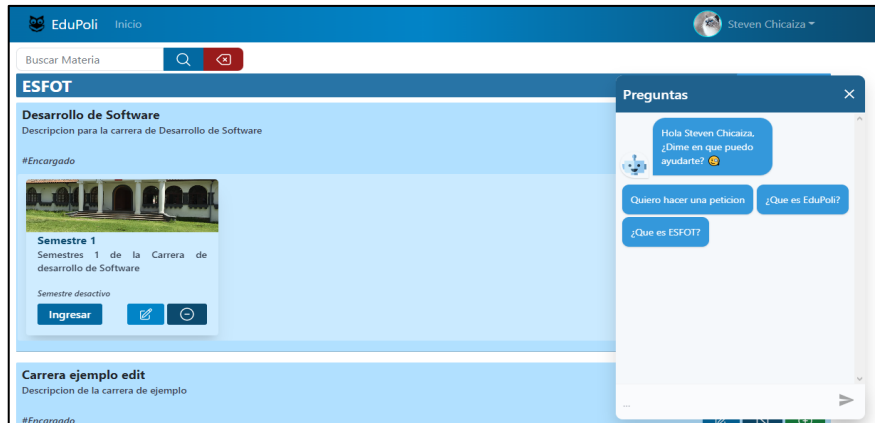 EduPoli Inicio Steven Chicaiza
Buscar Materia
ESFOT
Desarrollo de Software
Descripcion para la carrera de Desarrollo de Software
#Encargado
Semestre 1
Semestres 1 de la Carrera de
desarrollo de Software
Semestre desactivo
Ingresar
Carrera ejemplo edit
Descripcion de la carrera de ejemplo
#Encargado
Preguntas
Hola Steven Chicaiza,
¿Dime en que puedo
ayudarte?
Quiero hacer una peticion
¿Que es EduPoli?
¿Que es ESFOT?
...